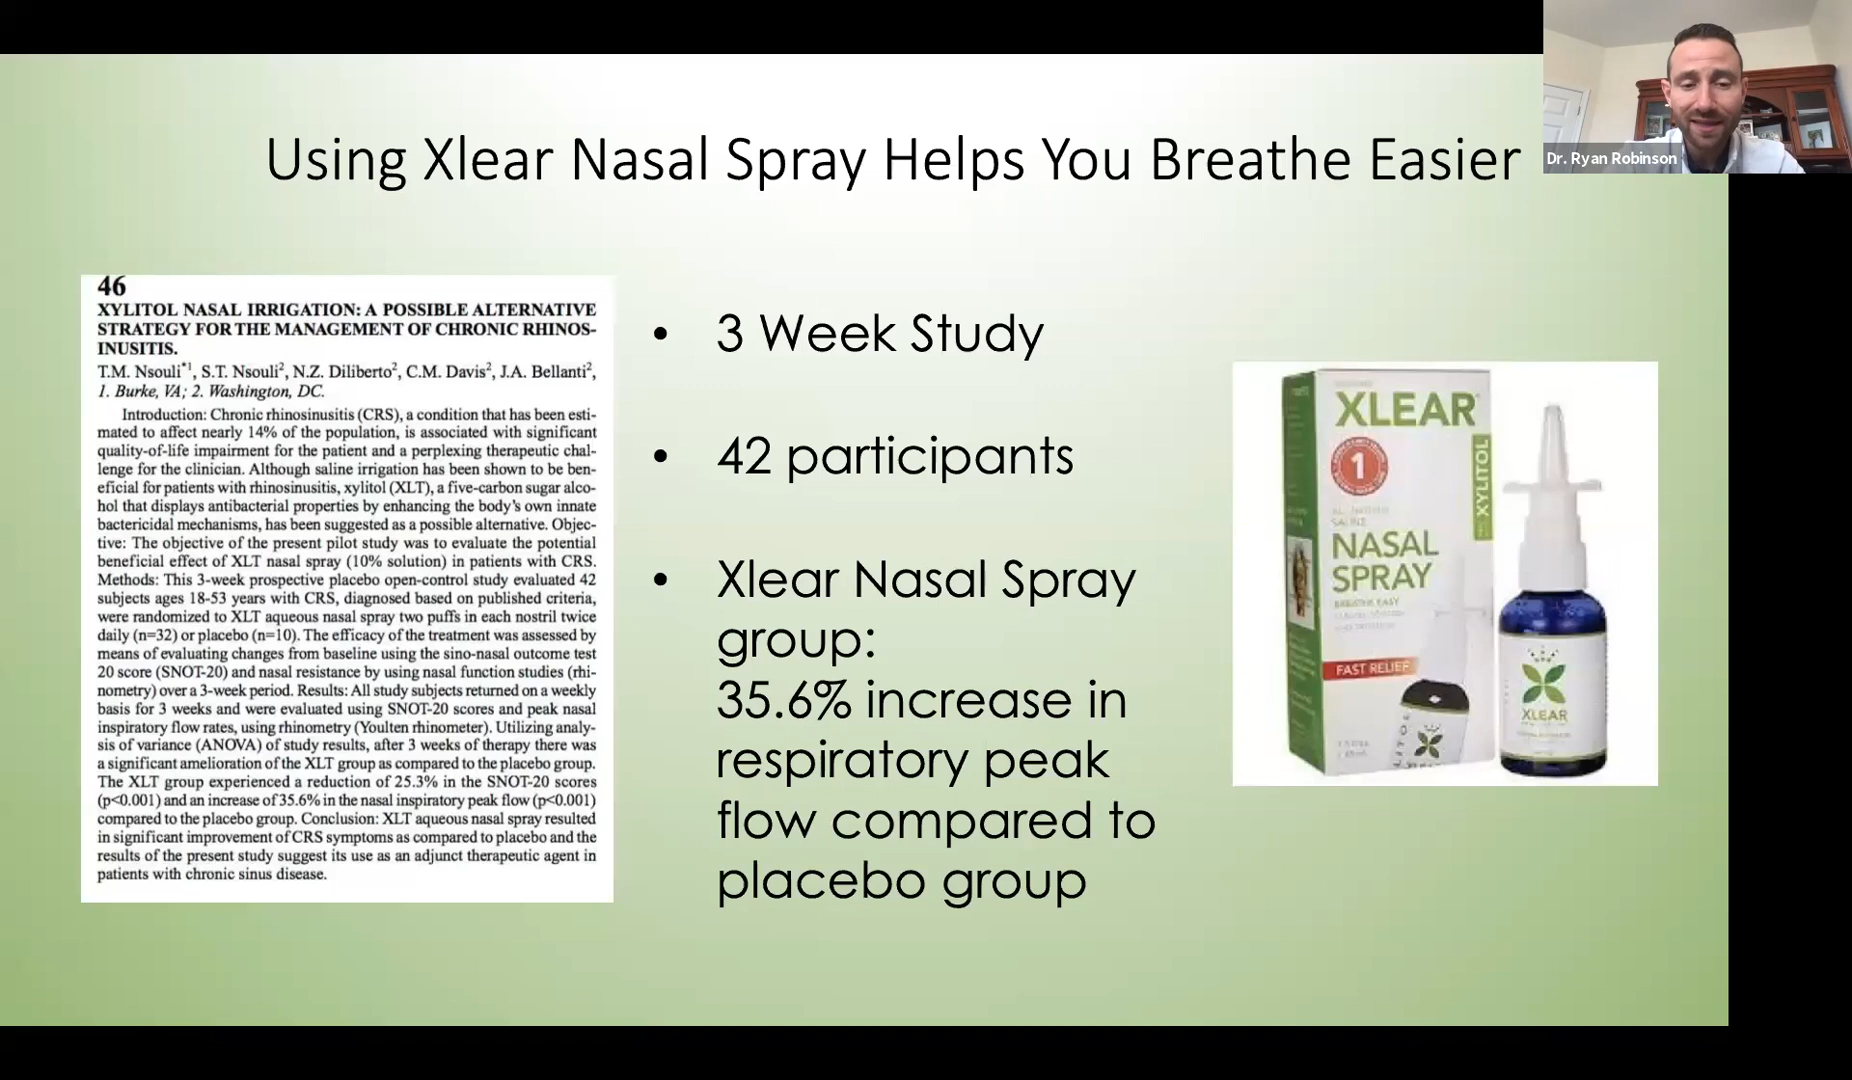 Using Xlear Nasal Spray Helps You Breathe Easier
Dr. Ryan Robinson
46
XYLITOL NASAL IRRIGATION: A POSSIBLE ALTERNATIVE
STRATEGY FOR THE MANAGEMENT OF CHRONIC RHINOS-
INUSITIS.
T.M. Nsouli*1, S.T. Nsouli2, N.Z. Diliberto2, C.M. Davis2, J.A. Bellanti2,
1. Burke, VA; 2. Washington, DC.
Introduction: Chronic rhinosinusitis (CRS), a condition that has been esti-
mated to affect nearly 14% of the population, is associated with significant
quality-of-life impairment for the patient and a perplexing therapeutic chal-
lenge for the clinician. Although saline irrigation has been shown to be ben-
eficial for patients with rhinosinusitis, xylitol (XLT), a five-carbon sugar alco-
hol that displays antibacterial properties by enhancing the body's own innate
bactericidal mechanisms, has been suggested as a possible alternative. Objec-
tive: The objective of the present pilot study was to evaluate the potential
beneficial effect of XLT nasal spray (10% solution) in patients with CRS.
Methods: This 3-week prospective placebo open-control study evaluated 42
subjects ages 18-53 years with CRS, diagnosed based on published criteria,
were randomized to XLT aqueous nasal spray two puffs in each nostril twice
daily (n=32) or placebo (n=10). The efficacy of the treatment was assessed by
means of evaluating changes from baseline using the sino-nasal outcome test
20 score (SNOT-20) and nasal resistance by using nasal function studies (rhi-
nometry) over a 3-week period. Results: All study subjects returned on a weekly
basis for 3 weeks and were evaluated using SNOT-20 scores and peak nasal
inspiratory flow rates, using rhinometry (Youlten rhinometer). Utilizing analy-
sis of variance (ANOVA) of study results, after 3 weeks of therapy there was
a significant amelioration of the XLT group as compared to the placebo group.
The XLT group experienced a reduction of 25.3% in the SNOT-20 scores
(p<0.001) and an increase of 35.6% in the nasal inspiratory peak flow (p<0.001)
compared to the placebo group. Conclusion: XLT aqueous nasal spray resulted
in significant improvement of CRS symptoms as compared to placebo and the
results of the present study suggest its use as an adjunct therapeutic agent in
patients with chronic sinus disease.
• 3 Week Study
• 42 participants
• Xlear Nasal Spray
group:
35.6% increase in
respiratory peak
flow compared to
placebo group
XLEAR
1
XYLITOL
SALINE
NASAL
SPRAY
BREATHE EASY
FAST RELIEF
XLEAR